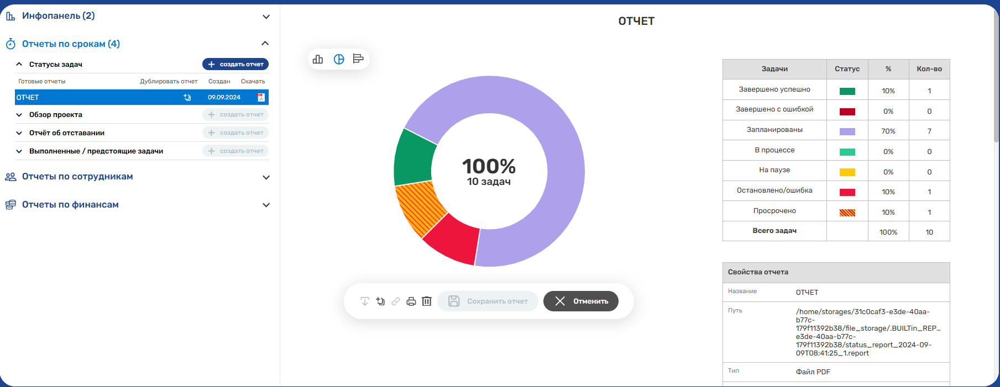 Инфопанель (2)
Отчеты по срокам (4)
Статусы задач
создать отчет
Готовые отчеты
Дублировать отчет
Создан
Скачать
ОТЧЕТ
09.09.2024
Обзор проекта
создать отчет
Отчёт об отставании
создать отчет
Выполненные / предстоящие задачи
создать отчет
Отчеты по сотрудникам
Отчеты по финансам
ОТЧЕТ
100%
10 задач
Сохранить отчет
Отменить
Задачи Статус % Кол-во
Завершено успешно 10% 1
Завершено с ошибкой 0% 0
Запланированы 70% 7
В процессе 0% 0
На паузе 0% 0
Остановлено/ошибка 10% 1
Просрочено 10% 1
Всего задач 100% 10
Свойства отчета
Название ОТЧЕТ
Путь /home/storages/31c0caf3-e3de-40aa-
b77c-
179f11392b38/file_storage/.BUILTin_REP...
e3de-40aa-b77c-
179f11392b38/status_report_2024-09-
09T08:41:25_1.report
Тип Файл PDF